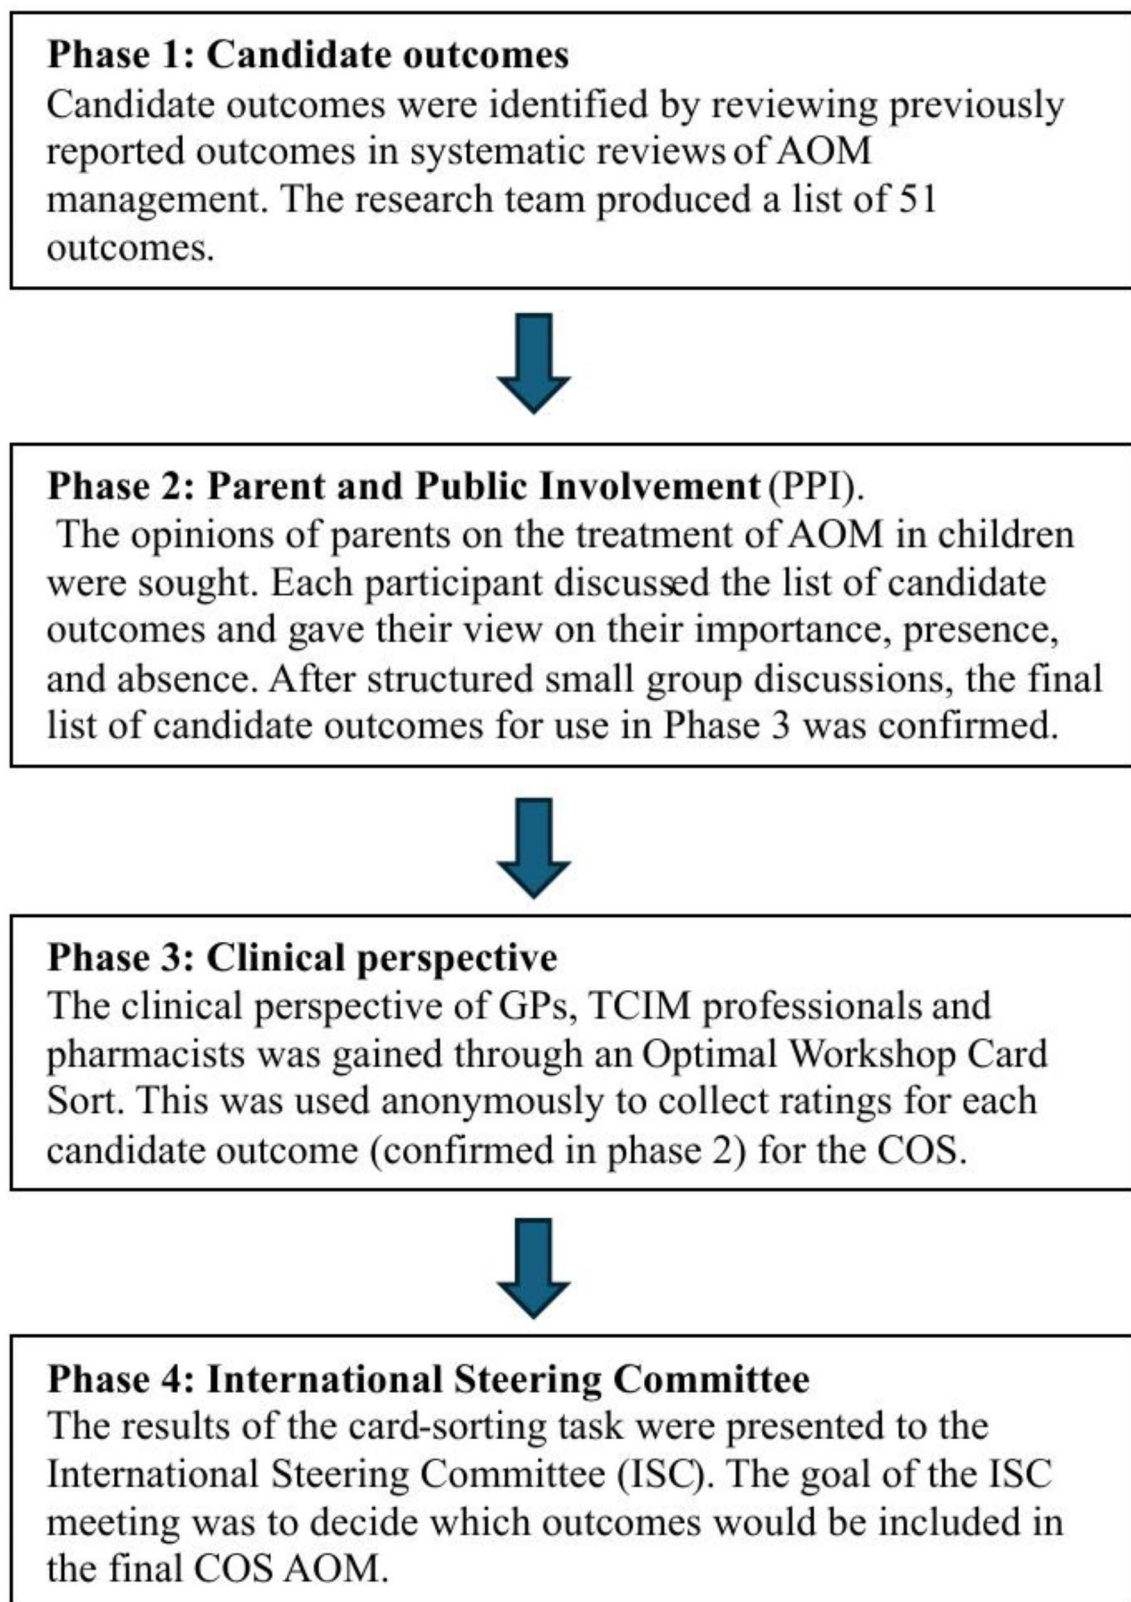 Phase 1: Candidate outcomes
Candidate outcomes were identified by reviewing previously
reported outcomes in systematic reviews of AOM
management. The research team produced a list of 51
outcomes.
Phase 2: Parent and Public Involvement (PPI).
The opinions of parents on the treatment of AOM in children
were sought. Each participant discussed the list of candidate
outcomes and gave their view on their importance, presence,
and absence. After structured small group discussions, the final
list of candidate outcomes for use in Phase 3 was confirmed.
Phase 3: Clinical perspective
The clinical perspective of GPs, TCIM professionals and
pharmacists was gained through an Optimal Workshop Card
Sort. This was used anonymously to collect ratings for each
candidate outcome (confirmed in phase 2) for the COS.
Phase 4: International Steering Committee
The results of the card-sorting task were presented to the
International Steering Committee (ISC). The goal of the ISC
meeting was to decide which outcomes would be included in
the final COS AOM.